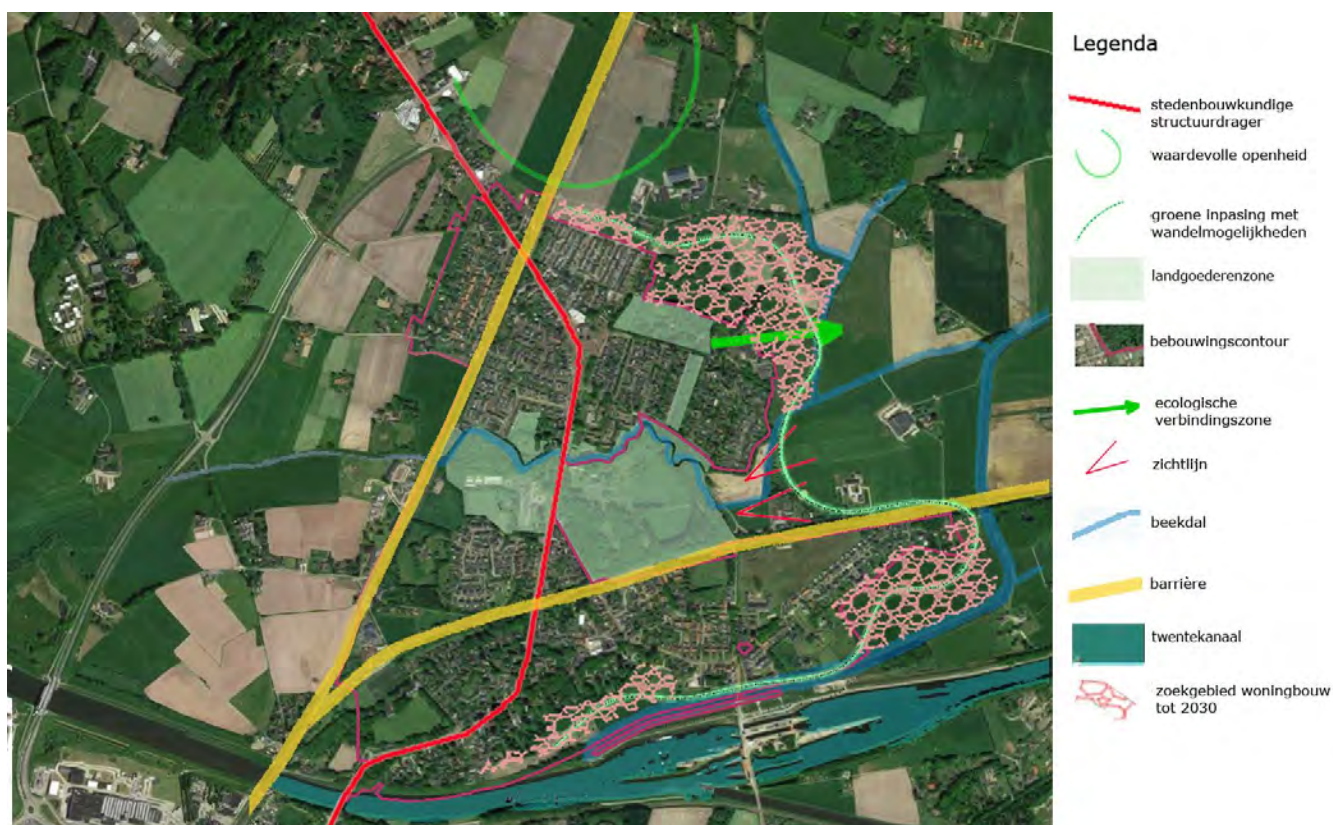 Legenda
stedenbouwkundige
structuurdrager
waardevolle openheid
groene inpasing met
wandelmogelijkheden
landgoederenzone
bebouwingscontour
ecologische
verbindingszone
zichtlijn
beekdal
barrière
twentekanaal
zoekgebied woningbouw
tot 2030